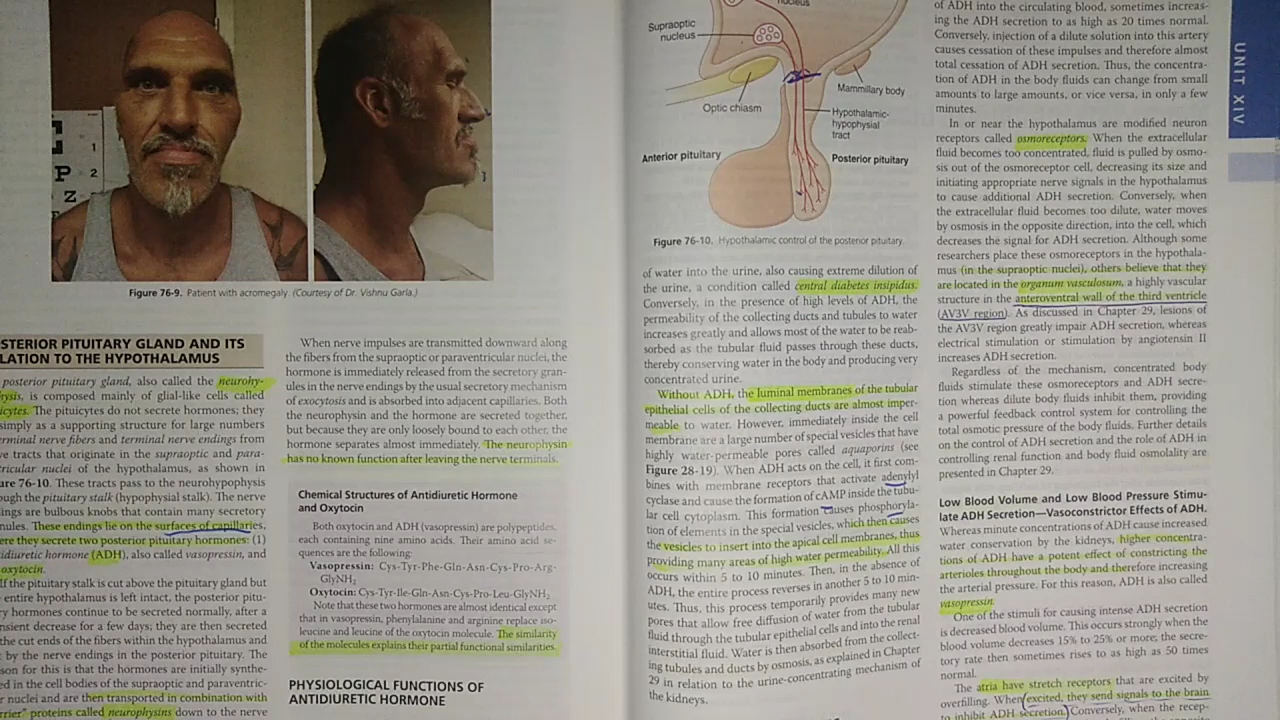 1
P 2
Z
3
Figure 76-9. Patient with acromegaly. (Courtesy of Dr. Vishnu Garla.)
STERIOR PITUITARY GLAND AND ITS
LATION TO THE HYPOTHALAMUS
posterior pituitary gland, also called the neurohy-
hysis, is composed mainly of glial-like cells called
icytes. The pituicytes do not secrete hormones; they
simply as a supporting structure for large numbers
erminal nerve fibers and terminal nerve endings from
ve tracts that originate in the supraoptic and para-
tricular nuclei of the hypothalamus, as shown in
ure 76-10. These tracts pass to the neurohypophysis
ough the pituitary stalk (hypophysial stalk). The nerve
ings are bulbous knobs that contain many secretory
nules. These endings lie on the surfaces of capillaries,
ere they secrete two posterior pituitary hormones: (1)
tidiuretic hormone (ADH), also called vasopressin, and
oxytocin.
If the pituitary stalk is cut above the pituitary gland but
entire hypothalamus is left intact, the posterior pitu-
ry hormones continue to be secreted normally, after a
nsient decrease for a few days; they are then secreted
the cut ends of the fibers within the hypothalamus and
t by the nerve endings in the posterior pituitary. The
son for this is that the hormones are initially synthe-
ed in the cell bodies of the supraoptic and paraventric-
r nuclei and are then transported in combination with
rrier" proteins called neurophysins down to the nerve
When nerve impulses are transmitted downward along
the fibers from the supraoptic or paraventricular nuclei, the
hormone is immediately released from the secretory gran-
ules in the nerve endings by the usual secretory mechanism
of exocytosis and is absorbed into adjacent capillaries. Both
the neurophysin and the hormone are secreted together,
but because they are only loosely bound to each other, the
hormone separates almost immediately. The neurophysin
has no known function after leaving the nerve terminals.
Chemical Structures of Antidiuretic Hormone
and Oxytocin
Both oxytocin and ADH (vasopressin) are polypeptides,
each containing nine amino acids. Their amino acid se-
quences are the following:
Vasopressin: Cys-Tyr-Phe-Gln-Asn-Cys-Pro-Arg-
GlyNH2
Oxytocin: Cys-Tyr-Ile-Gln-Asn-Cys-Pro-Leu-GlyNH2
Note that these two hormones are almost identical except
that in vasopressin, phenylalanine and arginine replace iso-
leucine and leucine of the oxytocin molecule. The similarity
of the molecules explains their partial functional similarities.
PHYSIOLOGICAL FUNCTIONS OF
ANTIDIURETIC HORMONE
nucleus
Supraoptic
nucleus
Optic chiasm
Mammillary body
Hypothalamic-
hypophysial
tract
Anterior pituitary
Posterior pituitary
Figure 76-10. Hypothalamic control of the posterior pituitary.
of water into the urine, also causing extreme dilution of
the urine, a condition called central diabetes insipidus.
Conversely, in the presence of high levels of ADH, the
permeability of the collecting ducts and tubules to water
increases greatly and allows most of the water to be reab-
sorbed as the tubular fluid passes through these ducts,
thereby conserving water in the body and producing very
concentrated urine.
Without ADH, the luminal membranes of the tubular
epithelial cells of the collecting ducts are almost imper-
meable to water. However, immediately inside the cell
membrane are a large number of special vesicles that have
highly water-permeable pores called aquaporins (see
Figure 28-19). When ADH acts on the cell, it first com-
bines with membrane receptors that activate adenylyl
cyclase and cause the formation of cAMP inside the tubu-
lar cell cytoplasm. This formation causes phosphoryla-
tion of elements in the special vesicles, which then causes
the vesicles to insert into the apical cell membranes, thus
providing many areas of high water permeability. All this
occurs within 5 to 10 minutes. Then, in the absence of
ADH, the entire process reverses in another 5 to 10 min-
utes. Thus, this process temporarily provides many new
pores that allow free diffusion of water from the tubular
fluid through the tubular epithelial cells and into the renal
interstitial fluid. Water is then absorbed from the collect-
ing tubules and ducts by osmosis, as explained in Chapter
29 in relation to the urine-concentrating mechanism of
the kidneys.
of ADH into the circulating blood, sometimes increas-
ing the ADH secretion to as high as 20 times normal.
Conversely, injection of a dilute solution into this artery
causes cessation of these impulses and therefore almost
total cessation of ADH secretion. Thus, the concentra-
tion of ADH in the body fluids can change from small
amounts to large amounts, or vice versa, in only a few
minutes.
In or near the hypothalamus are modified neuron
receptors called osmoreceptors. When the extracellular
fluid becomes too concentrated, fluid is pulled by osmo-
sis out of the osmoreceptor cell, decreasing its size and
initiating appropriate nerve signals in the hypothalamus
to cause additional ADH secretion. Conversely, when
the extracellular fluid becomes too dilute, water moves
by osmosis in the opposite direction, into the cell, which
decreases the signal for ADH secretion. Although some
researchers place these osmoreceptors in the hypothala-
mus (in the supraoptic nuclei), others believe that they
are located in the organum vasculosum, a highly vascular
structure in the anteroventral wall of the third ventricle
(AV3V region). As discussed in Chapter 29, lesions of
the AV3V region greatly impair ADH secretion, whereas
electrical stimulation or stimulation by angiotensin II
increases ADH secretion.
Regardless of the mechanism, concentrated body
fluids stimulate these osmoreceptors and ADH secre-
tion whereas dilute body fluids inhibit them, providing
a powerful feedback control system for controlling the
total osmotic pressure of the body fluids. Further details
on the control of ADH secretion and the role of ADH in
controlling renal function and body fluid osmolality are
presented in Chapter 29.
Low Blood Volume and Low Blood Pressure Stimu-
late ADH Secretion—Vasoconstrictor Effects of ADH.
Whereas minute concentrations of ADH cause increased
water conservation by the kidneys, higher concentra-
tions of ADH have a potent effect of constricting the
arterioles throughout the body and therefore increasing
the arterial pressure. For this reason, ADH is also called
vasopressin.
One of the stimuli for causing intense ADH secretion
is decreased blood volume. This occurs strongly when the
blood volume decreases 15% to 25% or more; the secre-
tory rate then sometimes rises to as high as 50 times
normal.
The atria have stretch receptors that are excited by
overfilling. When excited, they send signals to the brain
to inhibit ADH secretion. Conversely, when the recep-
UNIT XIV